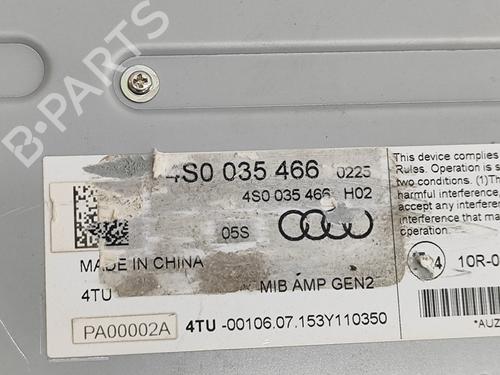 B-PARTS
4S0 035 466 0225
4S0 035 466 H02
05S
MADE IN CHINA
4TU MIB AMP GEN2
PA00002A 4TU -00106.07.153Y110350
This device complies
Rules. Operation is s
two conditions. (1)Th
harmful interference,
accept any interferen
interference that ma
operation.
4 10R-0
*AUZ